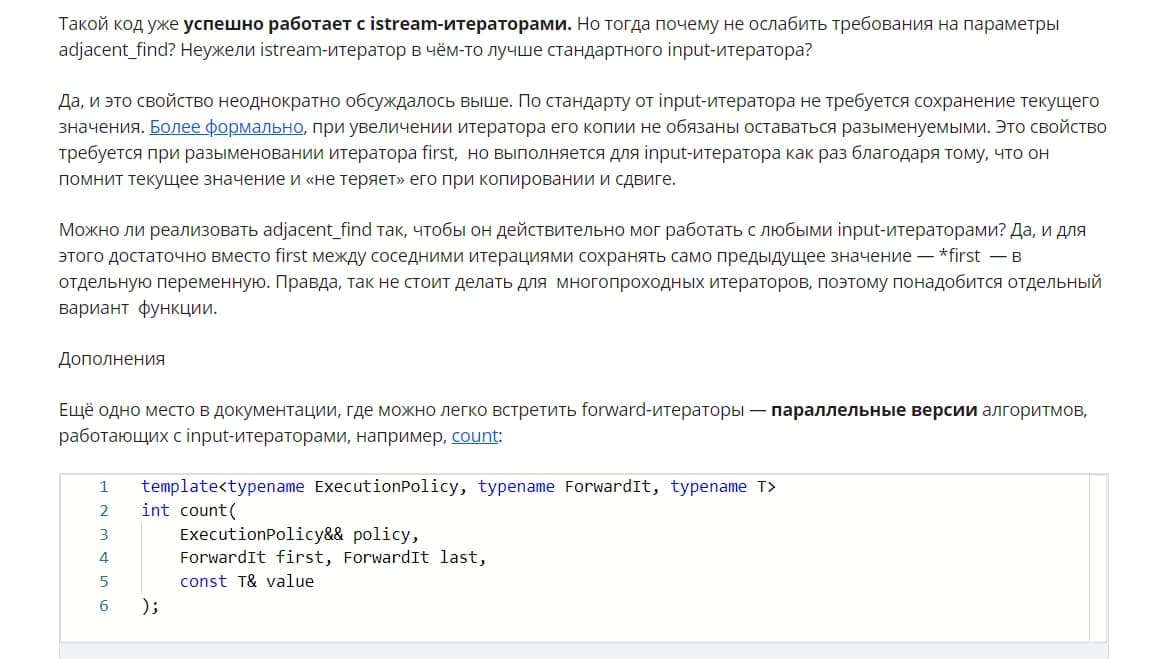 Такой код уже успешно работает с istream-итераторами. Но тогда почему не ослабить требования на параметры
adjacent_find? Неужели istream-итератор в чём-то лучше стандартного input-итератора?
Да, и это свойство неоднократно обсуждалось выше. По стандарту от input-итератора не требуется сохранение текущего
значения. Более формально, при увеличении итератора его копии не обязаны оставаться разыменуемыми. Это свойство
требуется при разыменовании итератора first,  но выполняется для input-итератора как раз благодаря тому, что он
помнит текущее значение и «не теряет» его при копировании и сдвиге.
Можно ли реализовать adjacent_find так, чтобы он действительно мог работать с любыми input-итераторами? Да, и для
этого достаточно вместо first между соседними итерациями сохранять само предыдущее значение — *first  — в
отдельную переменную. Правда, так не стоит делать для  многопроходных итераторов, поэтому понадобится отдельный
вариант  функции.
Дополнения
Ещё одно место в документации, где можно легко встретить forward-итераторы — параллельные версии алгоритмов,
работающих с input-итераторами, например, count:
1 template<typename ExecutionPolicy, typename ForwardIt, typename T>
2 int count(
3 ExecutionPolicy&& policy,
4 ForwardIt first, ForwardIt last,
5 const T& value
6 );